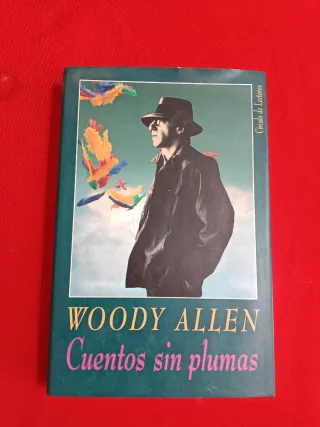 Círculo de Lectores
WOODY ALLEN
Cuentos sin plumas